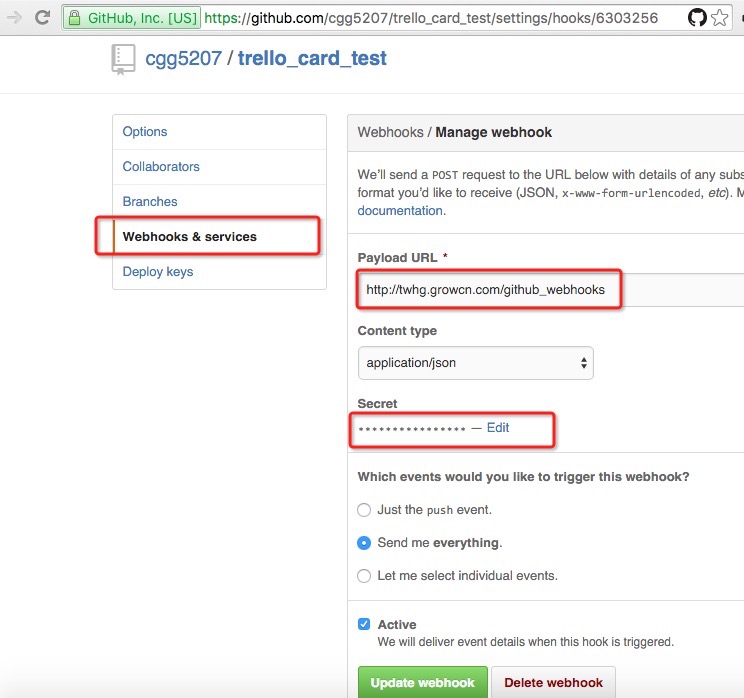 GitHub, Inc. [US] https://github.com/cgg5207/trello_card_test/settings/hooks/6303256
cgg5207 / trello_card_test
Options
Collaborators
Branches
Webhooks & services
Deploy keys
Webhooks / Manage webhook
We'll send a POST request to the URL below with details of any subs
format you'd like to receive (JSON, x-www-form-urlencoded, etc). M
documentation.
Payload URL *
http://twhg.growcn.com/github_webhooks
Content type
application/json
Secret
**************** — Edit
Which events would you like to trigger this webhook?
Just the push event.
Send me everything.
Let me select individual events.
Active
We will deliver event details when this hook is triggered.
Update webhook Delete webhook